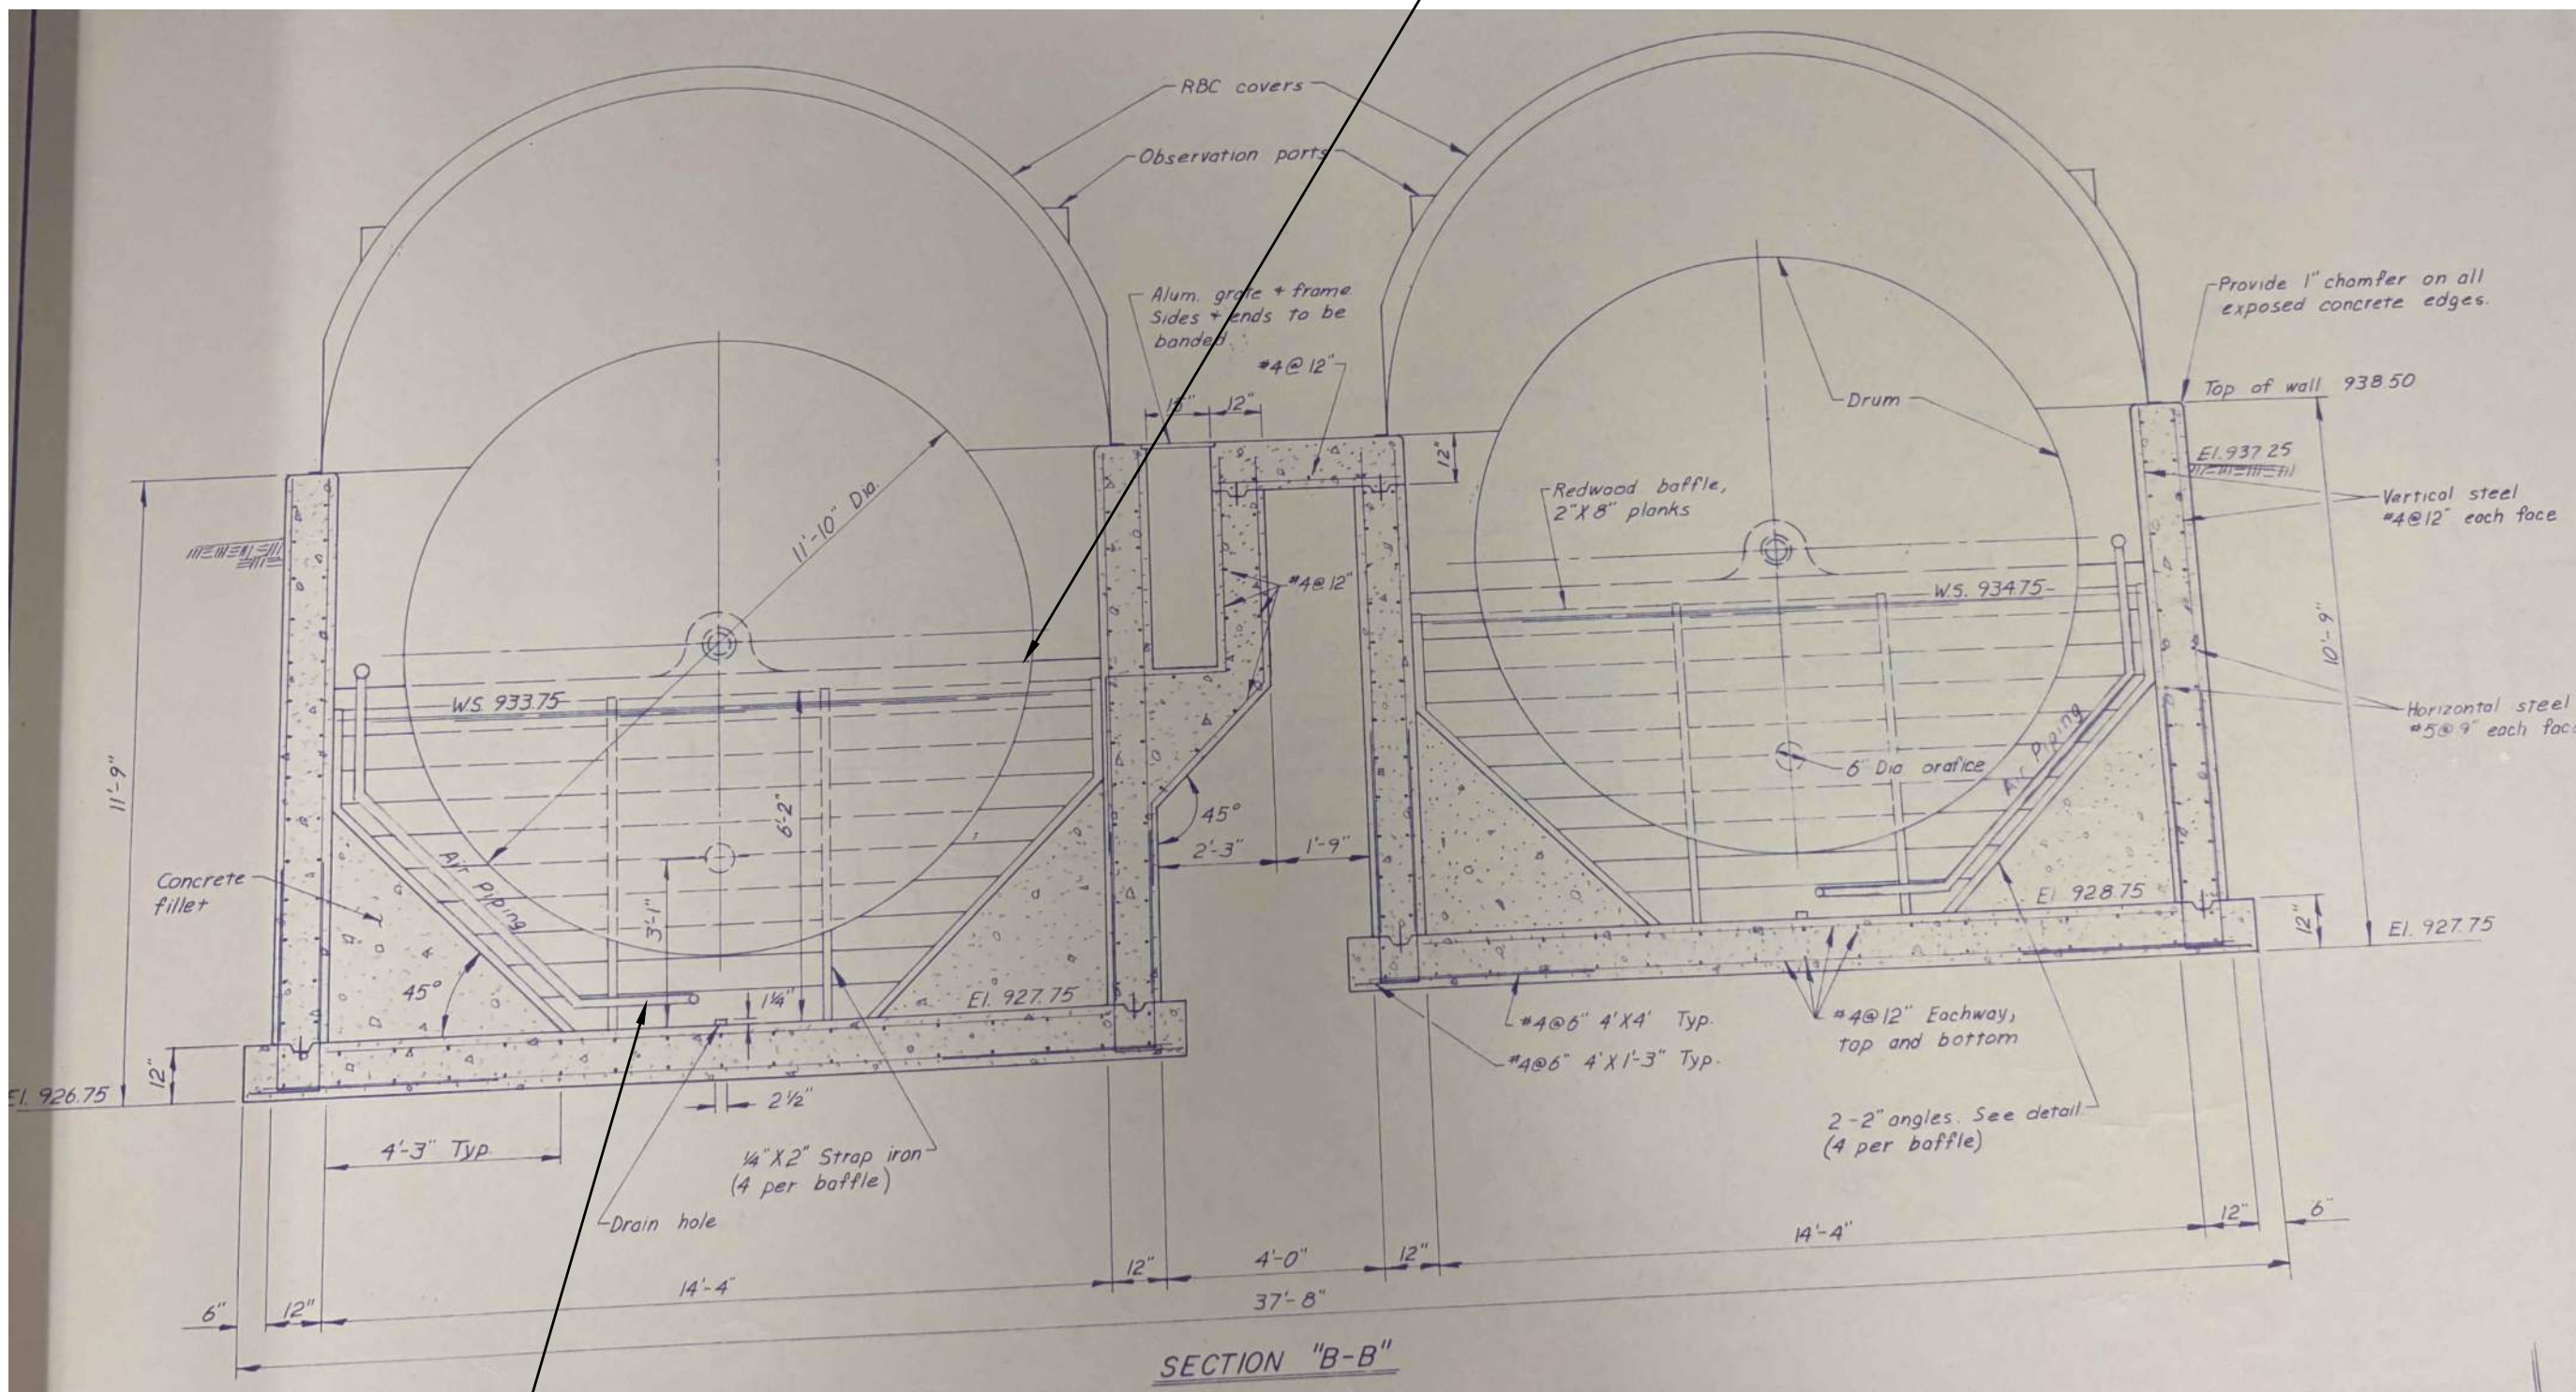 RBC covers
Observation ports
Alum. grate + frame.
Sides + ends to be
banded.
#4@12"
15"
12"
12"
Provide 1" chamfer on all
exposed concrete edges.
Top of wall 938.50
El. 937.25
Drum
Vertical steel
#4@12" each face
11'-10" Dia.
Redwood baffle,
2"X8" planks
#4@12"
W.S. 934.75
W.S. 933.75
10'-9"
Horizontal steel
#5@9" each face
Air Piping
6" Dia orafice
11'-9"
6'-2"
45°
2'-3"
1'-9"
Concrete
fillet
Air Piping
3'-1"
El. 928.75
12"
El. 927.75
45°
1¼"
El. 927.75
#4@6" 4'X4' Typ.
#4@6" 4'X1'-3" Typ.
#4@12" Eachway,
top and bottom
12"
El. 926.75
2½"
4'-3" Typ.
¼"X2" Strap iron
(4 per baffle)
Drain hole
2-2" angles. See detail.
(4 per baffle)
6"
12"
14'-4"
12"
4'-0"
12"
14'-4"
12"
6"
37'-8"
SECTION "B-B"